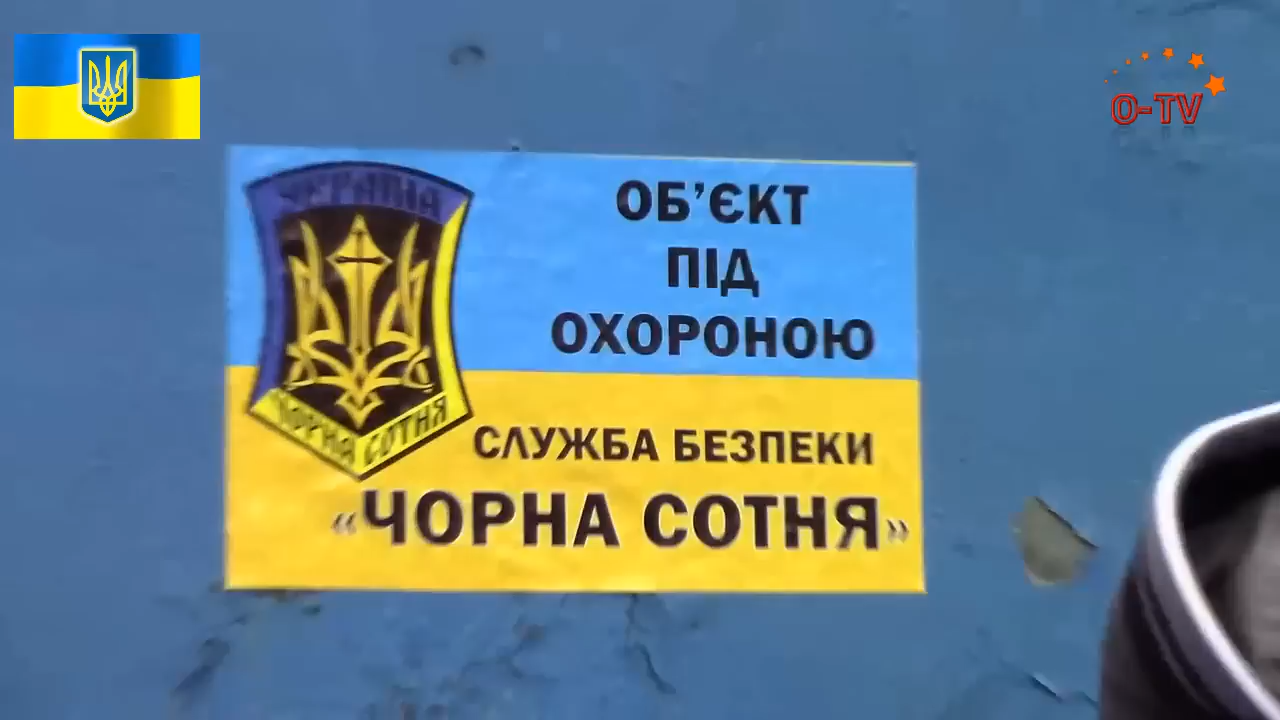 O-TV
УКРАЇНА
ОБ’ЄКТ
ПІД
ОХОРОНОЮ
ЧОРНА СОТНЯ
СЛУЖБА БЕЗПЕКИ
«ЧОРНА СОТНЯ»